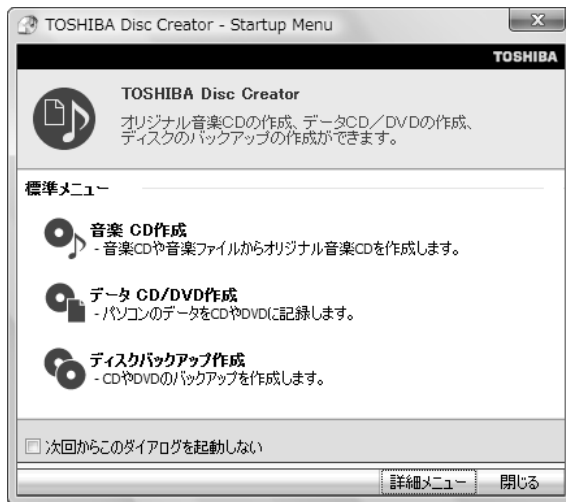 TOSHIBA Disc Creator - Startup Menu
TOSHIBA
TOSHIBA Disc Creator
オリジナル音楽CDの作成、データCD/DVDの作成、
ディスクのバックアップの作成ができます。
標準メニュー
音楽 CD作成
- 音楽CDや音楽ファイルからオリジナル音楽CDを作成します。
データ CD/DVD作成
- パソコンのデータをCDやDVDに記録します。
ディスクバックアップ作成
- CDやDVDのバックアップを作成します。
次回からこのダイアログを起動しない
詳細メニュー 閉じる